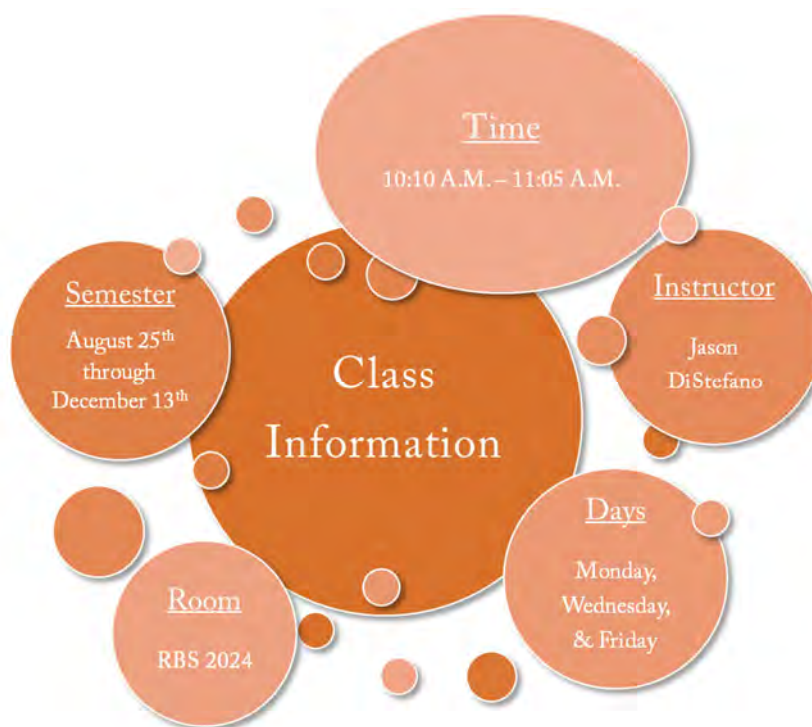 Time
10:10 A.M. – 11:05 A.M.
Semester
August 25th
through
December 13th
Instructor
Jason
DiStefano
Class
Information
Days
Monday,
Wednesday,
& Friday
Room
RBS 2024